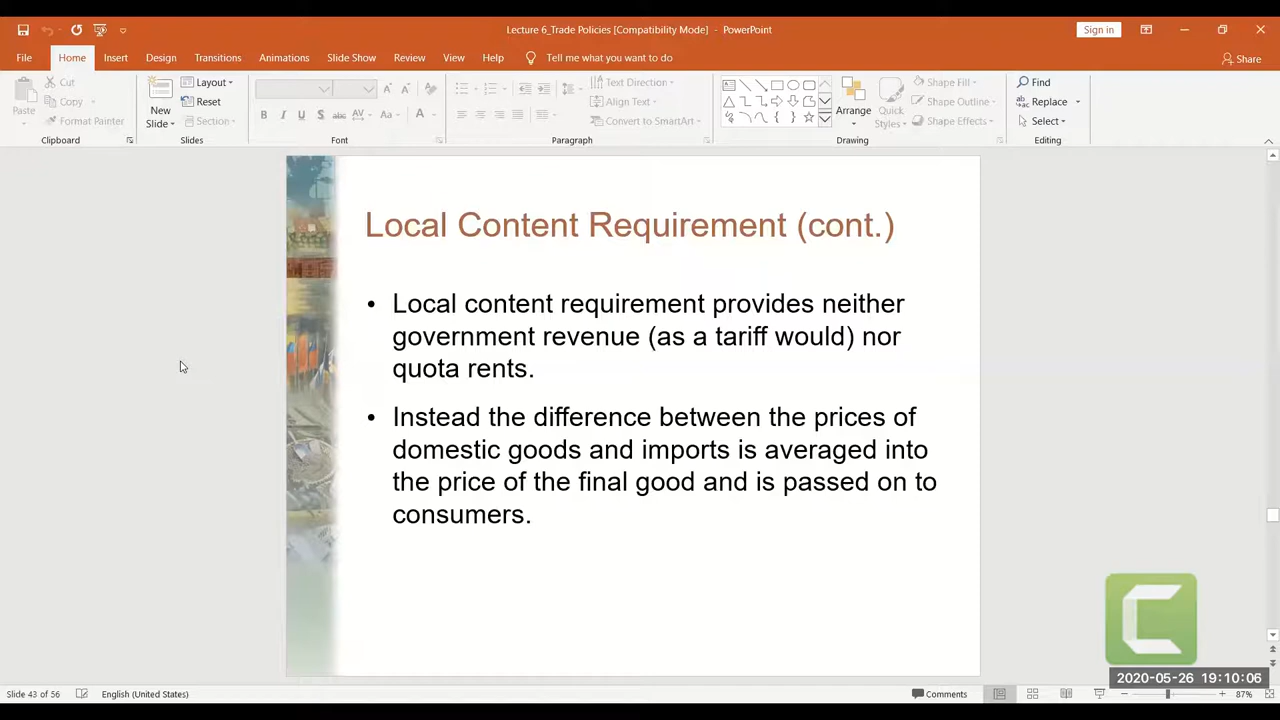 Lecture 6_Trade Policies [Compatibility Mode] - PowerPoint
Sign in
File Home Insert Design Transitions Animations Slide Show Review View Help Tell me what you want to do
Share
Paste
Cut
Copy
Format Painter
Clipboard
New
Slide
Layout
Reset
Section
Slides
B I U S abc AV Aa A
Font
Text Direction
Align Text
Convert to SmartArt
Paragraph
Arrange
Quick
Styles
Shape Fill
Shape Outline
Shape Effects
Drawing
Find
Replace
Select
Editing
Local Content Requirement (cont.)
• Local content requirement provides neither
government revenue (as a tariff would) nor
quota rents.
• Instead the difference between the prices of
domestic goods and imports is averaged into
the price of the final good and is passed on to
consumers.
2020-05-26 19:10:06
Slide 43 of 56
English (United States)
Comments
87%